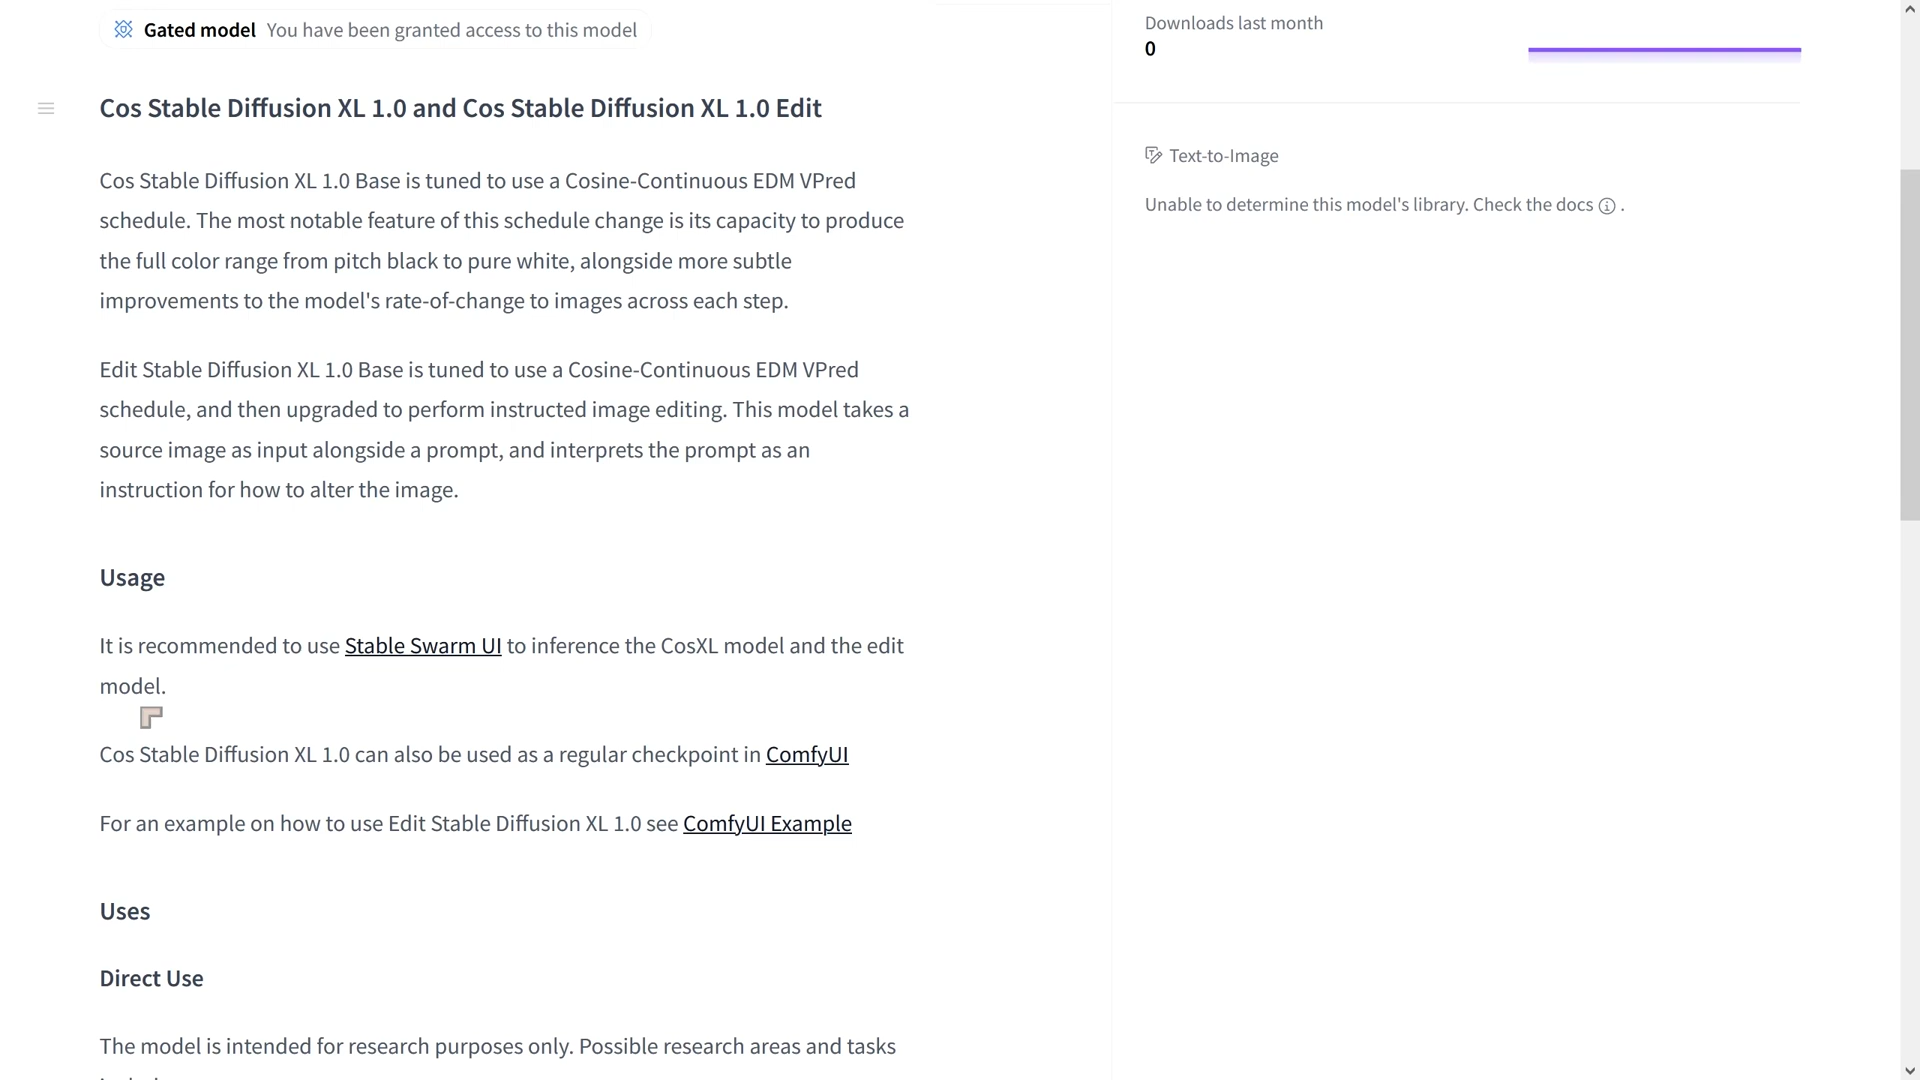 Gated model You have been granted access to this model
Cos Stable Diffusion XL 1.0 and Cos Stable Diffusion XL 1.0 Edit
Cos Stable Diffusion XL 1.0 Base is tuned to use a Cosine-Continuous EDM VPred
schedule. The most notable feature of this schedule change is its capacity to produce
the full color range from pitch black to pure white, alongside more subtle
improvements to the model's rate-of-change to images across each step.
Edit Stable Diffusion XL 1.0 Base is tuned to use a Cosine-Continuous EDM VPred
schedule, and then upgraded to perform instructed image editing. This model takes a
source image as input alongside a prompt, and interprets the prompt as an
instruction for how to alter the image.
Usage
It is recommended to use Stable Swarm UI to inference the CosXL model and the edit
model.
Cos Stable Diffusion XL 1.0 can also be used as a regular checkpoint in ComfyUI
For an example on how to use Edit Stable Diffusion XL 1.0 see ComfyUI Example
Uses
Direct Use
The model is intended for research purposes only. Possible research areas and tasks
Downloads last month
0
Text-to-Image
Unable to determine this model's library. Check the docs .